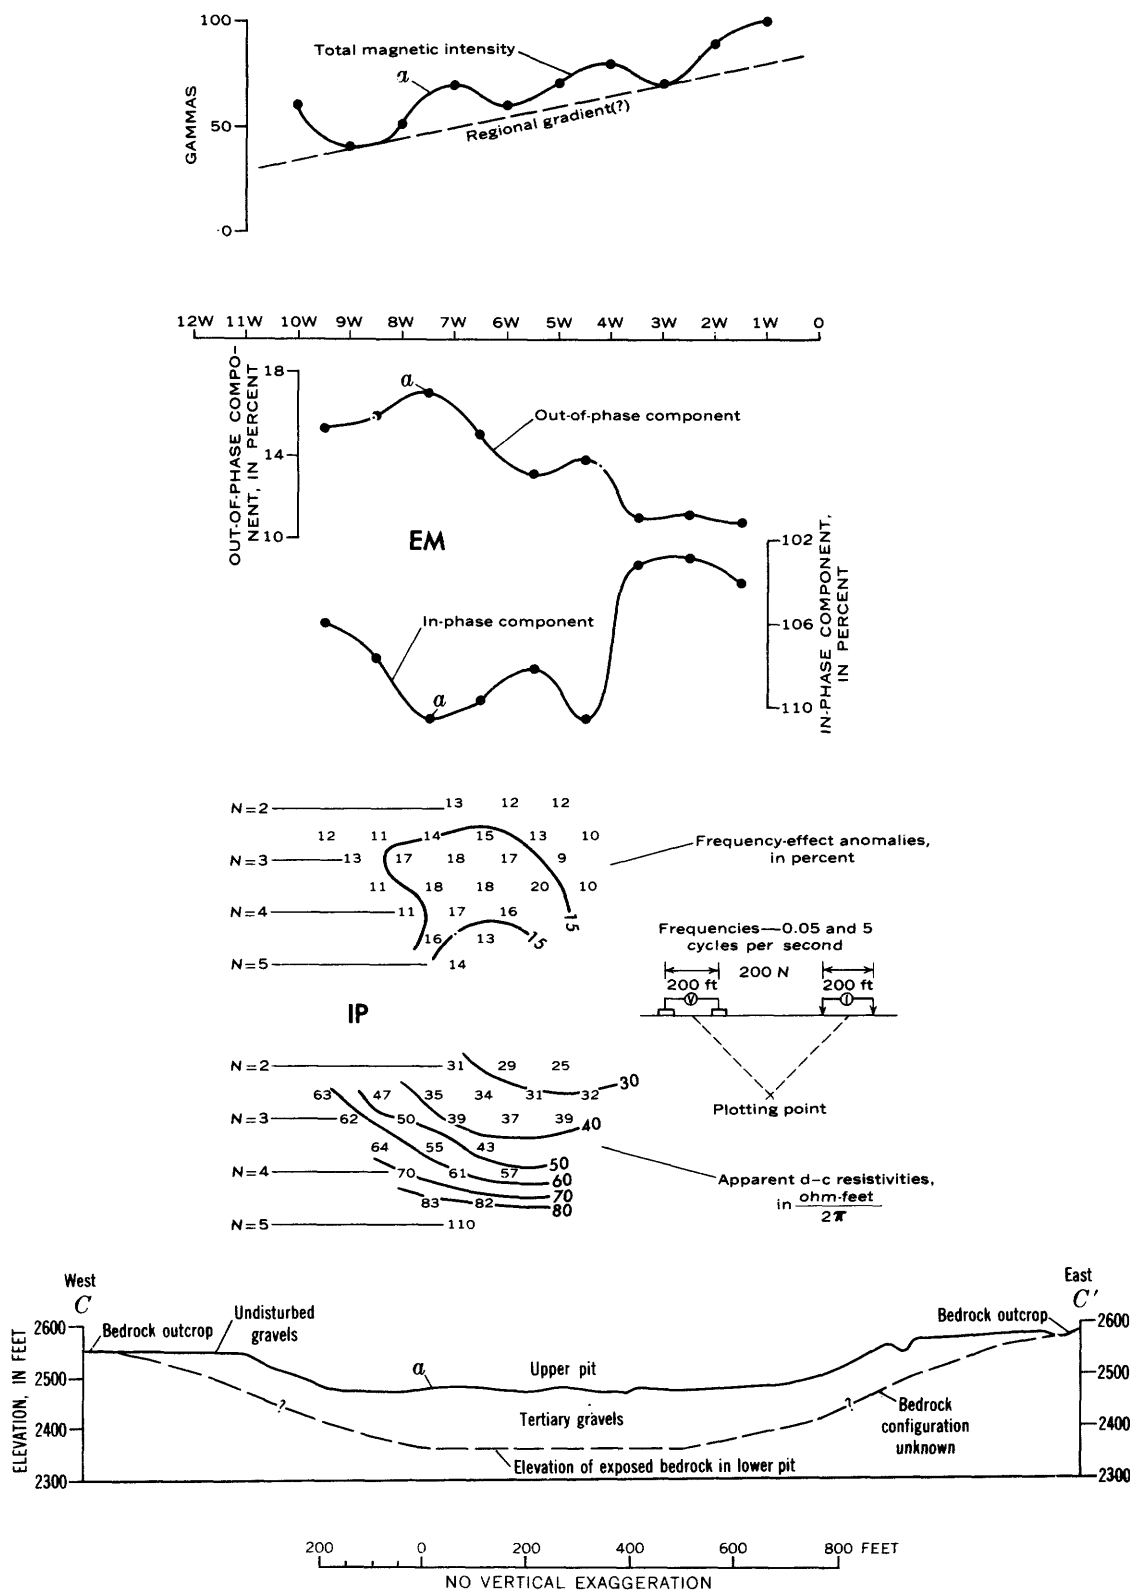 100
Total magnetic intensity
a
GAMMAS
50
Regional gradient(?)
0
12W 11W 10W 9W 8W 7W 6W 5W 4W 3W 2W 1W 0
OUT-OF-PHASE COMPO-
NENT, IN PERCENT
18
a
Out-of-phase component
14
10
EM
102
In-phase component
106
a
110
IN-PHASE COMPONENT,
IN PERCENT
N=2 13 12 12
12 11 14 15 13 10
Frequency-effect anomalies,
in percent
N=3 13 17 18 17 9
11 18 18 20 10
N=4 11 17 16 15
16 13 15
N=5 14
Frequencies—0.05 and 5
cycles per second
200 N
200 ft 200 ft
V I
Plotting point
IP
N=2 31 29 25
30
63 47 35 34 31 32
N=3 62 50 39 37 39 40
64 55 43
50
N=4 70 61 57 60
70
83 82 80
N=5 110
Apparent d-c resistivities,
in ohm-feet
2π
West
C
East
C'
ELEVATION, IN FEET
2600
Bedrock outcrop
Undisturbed
gravels
Bedrock outcrop
2600
2500
a
Upper pit
2500
?
Tertiary gravels
?
Bedrock
configuration
unknown
2400
2400
Elevation of exposed bedrock in lower pit
2300
2300
200 0 200 400 600 800 FEET
NO VERTICAL EXAGGERATION